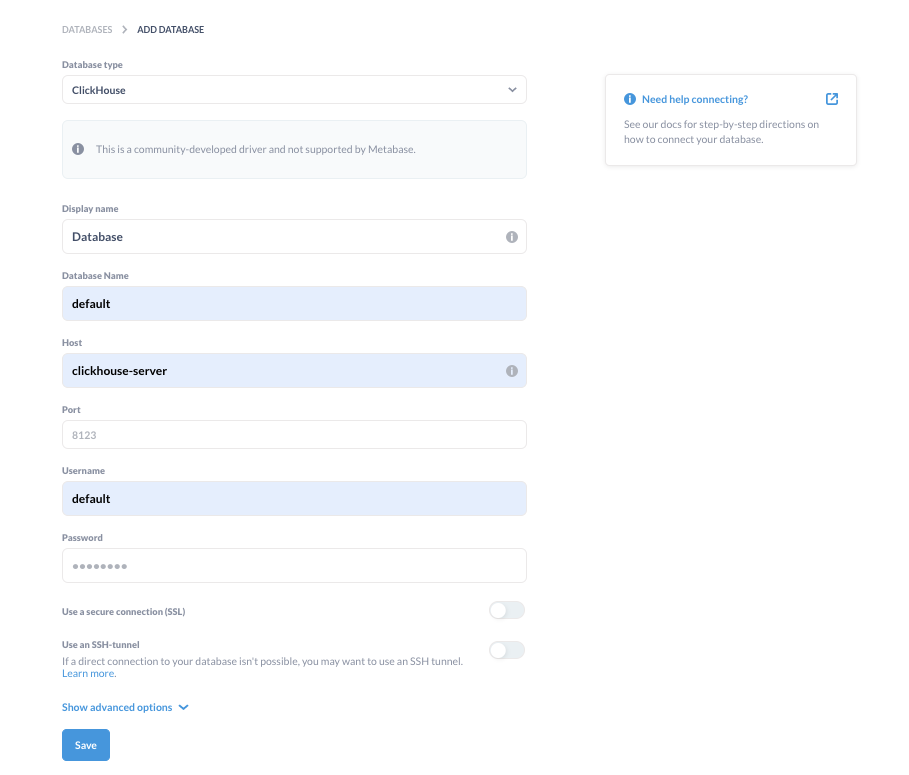 DATABASES > ADD DATABASE
Database type
ClickHouse
Need help connecting?
See our docs for step-by-step directions on
how to connect your database.
This is a community-developed driver and not supported by Metabase.
Display name
Database
Database Name
default
Host
clickhouse-server
Port
8123
Username
default
Password
••••••••
Use a secure connection (SSL)
Use an SSH-tunnel
If a direct connection to your database isn't possible, you may want to use an SSH tunnel.
Learn more.
Show advanced options
Save